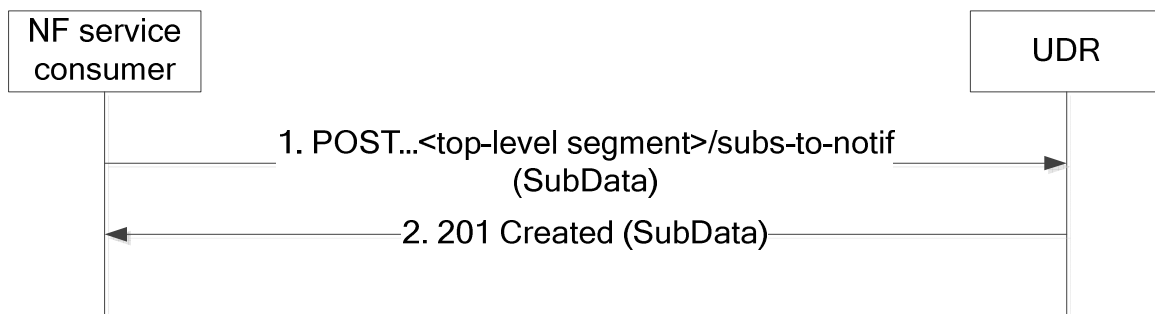 NF service
consumer
UDR
1. POST...<top-level segment>/subs-to-notif
(SubData)
2. 201 Created (SubData)